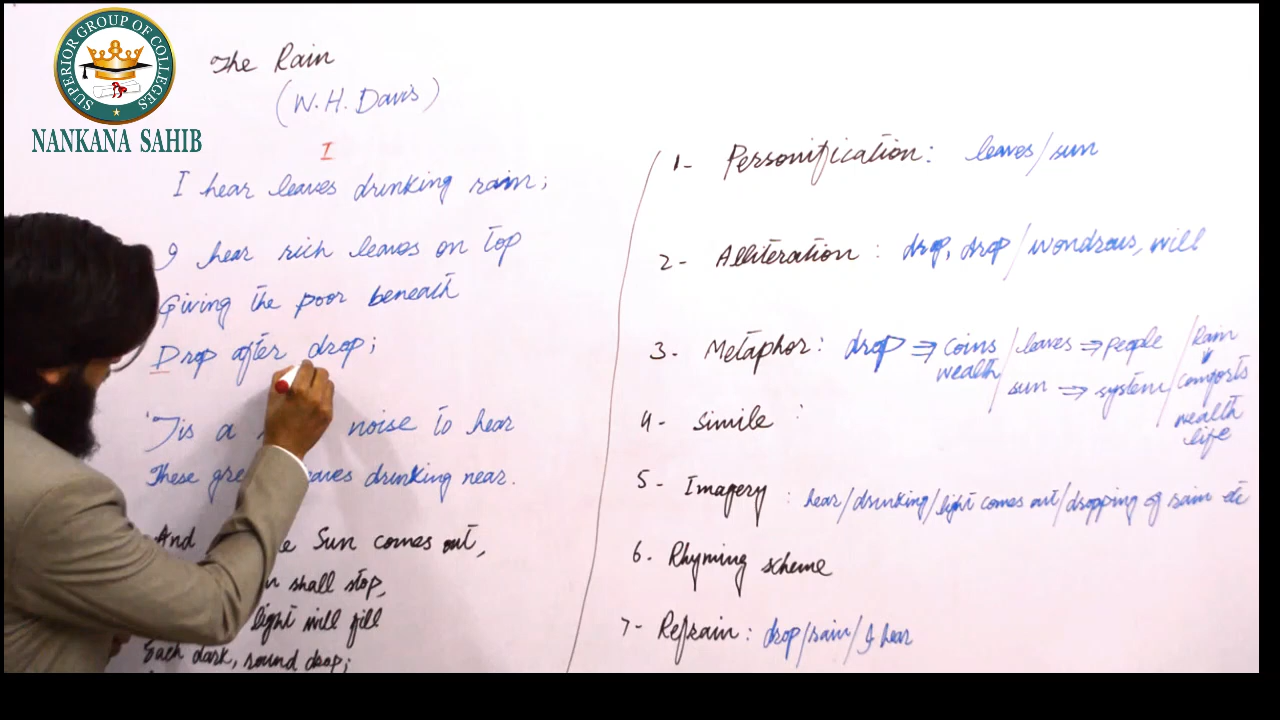 SUPERIOR GROUP OF COLLEGES
NANKANA SAHIB
The Rain
(W.H. Davis)
I
I hear leaves drinking rain;
I hear rich leaves on top
Giving the poor beneath
Drop after drop;
'Tis a noise to hear
These gre aves drinking near.
And e Sun comes out,
n shall stop,
light will fill
Each dark, round drop;
1- Personification: leaves/sun
2- Alliteration: drop, drop / wondrous, will
3- Metaphor: drop ⇒ coins wealth / leaves ⇒ people / sun ⇒ system / Rain comforts wealth life
4- Simile :
5- Imagery: hear/drinking/light comes out/dropping of rain etc
6- Rhyming scheme
7- Refrain: drop/rain/I hear